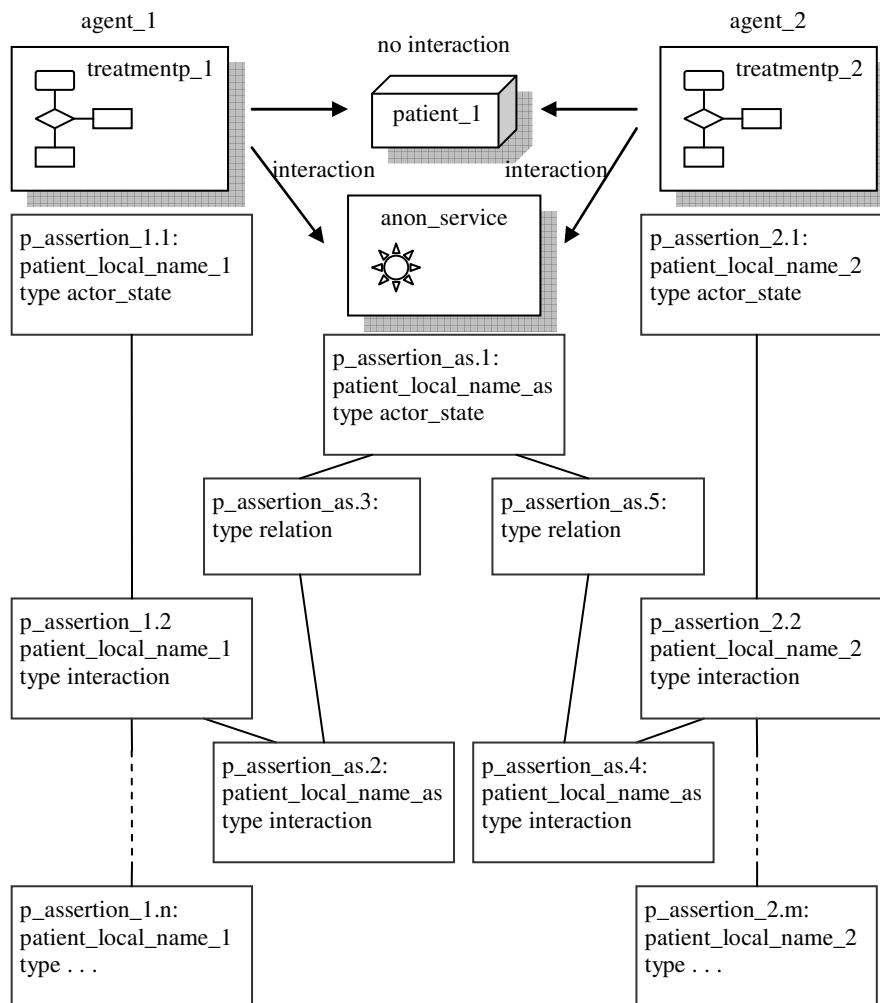 agent_1
agent_2
no interaction
treatmentp_1
treatmentp_2
patient_1
interaction
interaction
anon_service
p_assertion_1.1:
patient_local_name_1
type actor_state
p_assertion_2.1:
patient_local_name_2
type actor_state
p_assertion_as.1:
patient_local_name_as
type actor_state
p_assertion_as.3:
type relation
p_assertion_as.5:
type relation
p_assertion_1.2
patient_local_name_1
type interaction
p_assertion_2.2
patient_local_name_2
type interaction
p_assertion_as.2:
patient_local_name_as
type interaction
p_assertion_as.4:
patient_local_name_as
type interaction
p_assertion_1.n:
patient_local_name_1
type . . .
p_assertion_2.m:
patient_local_name_2
type . . .